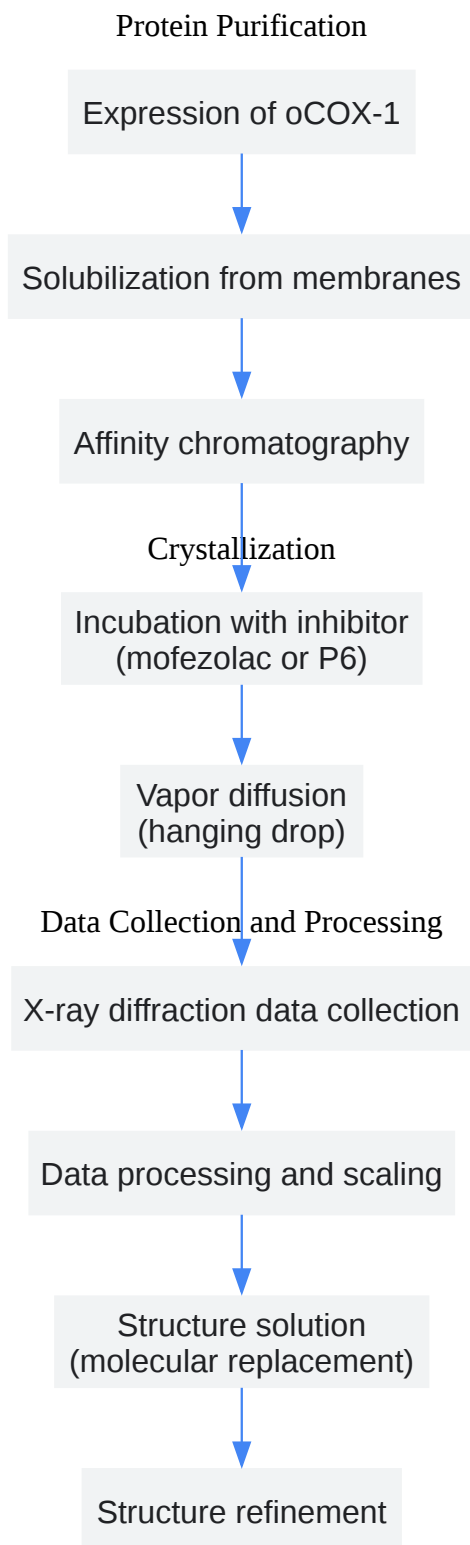 Protein Purification
Expression of oCOX-1
Solubilization from membranes
Affinity chromatography
Crystallization
Incubation with inhibitor
(mofezolac or P6)
Vapor diffusion
(hanging drop)
Data Collection and Processing
X-ray diffraction data collection
Data processing and scaling
Structure solution
(molecular replacement)
Structure refinement